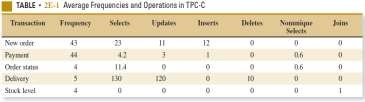 TABLE • 2E-1 Average Frequencies and Operations in TPC-C
Transaction Frequency Selects Updates Inserts Deletes Nonunique Selects Joins
New order 43 23 11 12 0 0 0
Payment 44 4.2 3 1 0 0.6 0
Order status 4 11.4 0 0 0 0.6 0
Delivery 5 130 120 0 10 0 0
Stock level 4 0 0 0 0 0 1